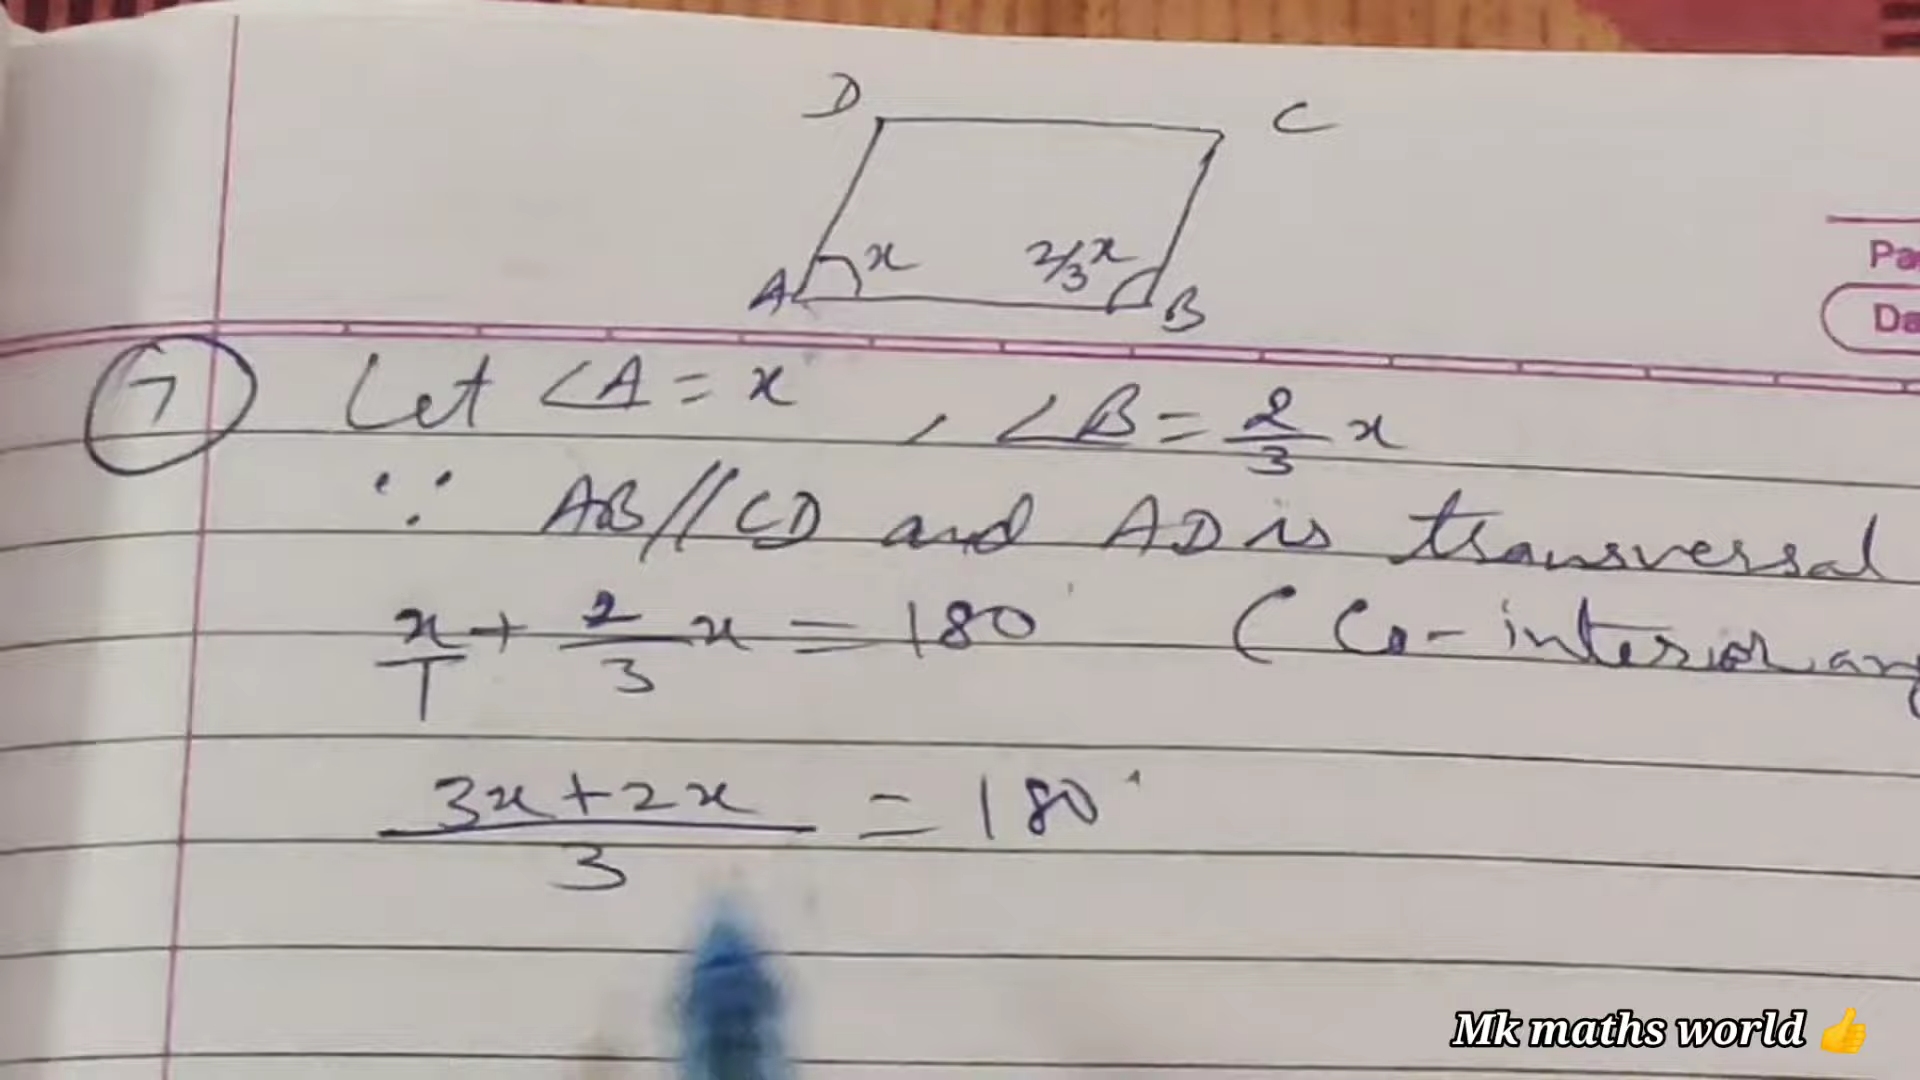 D C
x 2/3x
A B
Pa
Da
7 Let ∠A = x , ∠B = 2/3 x
∵ AB//CD and AD is transversal
x/1 + 2/3 x = 180° (Co-interior an
3x+2x/3 = 180°
Mk maths world 👍